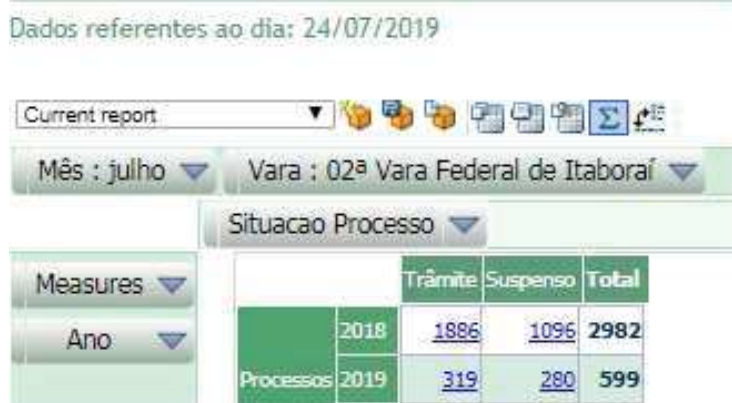 Dados referentes ao dia: 24/07/2019
Current report
Mês : julho Vara : 02ª Vara Federal de Itaboraí
Situacao Processo
Measures Trâmite Suspenso Total
Ano 2018 1886 1096 2982
Processos 2019 319 280 599